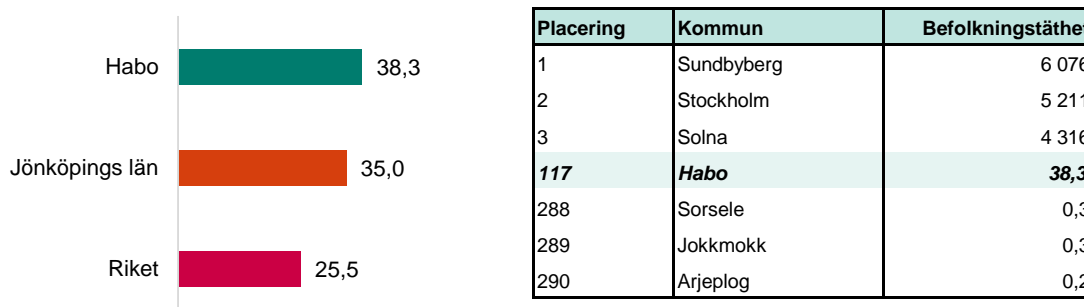 Habo 38,3
Jönköpings län 35,0
Riket 25,5
Placering Kommun Befolkningstäthet
1 Sundbyberg 6 076
2 Stockholm 5 211
3 Solna 4 316
117 Habo 38,3
288 Sorsele 0,3
289 Jokkmokk 0,3
290 Arjeplog 0,2